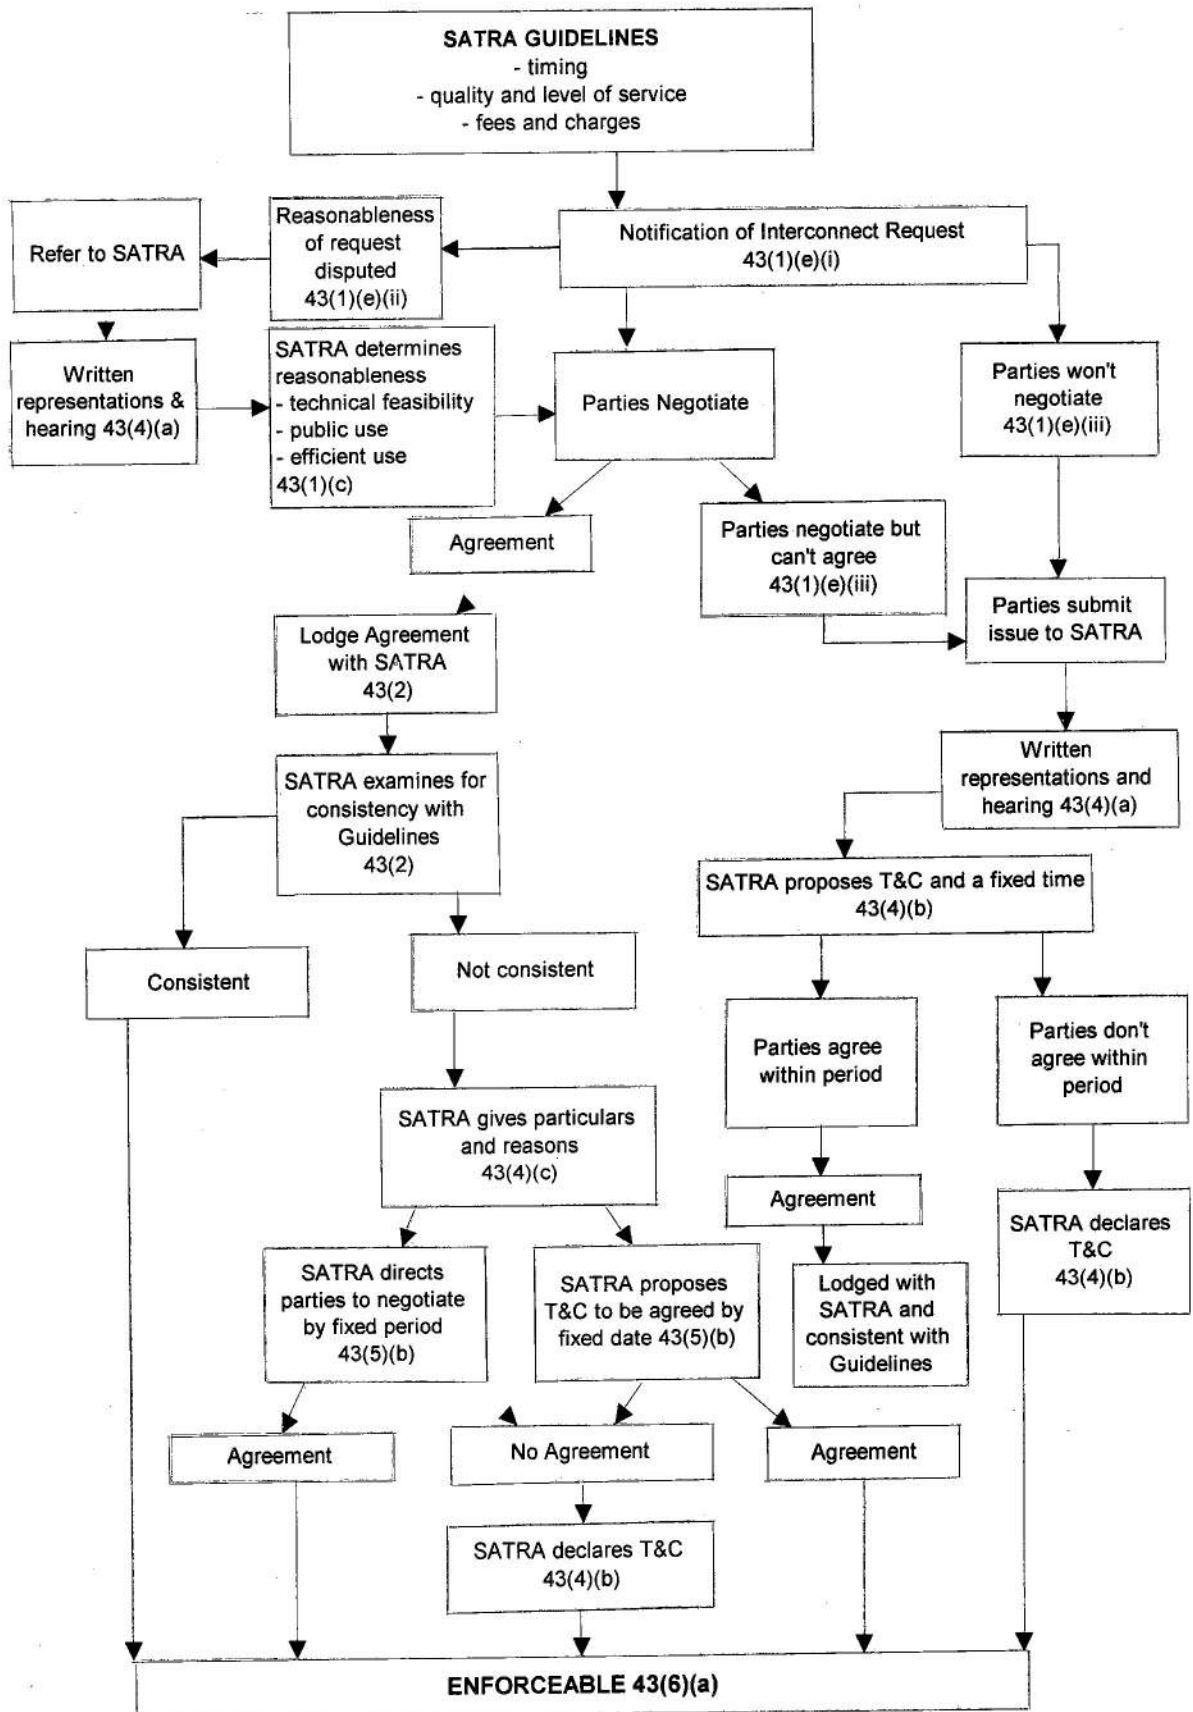 SATRA GUIDELINES
- timing
- quality and level of service
- fees and charges
Refer to SATRA
Reasonableness
of request
disputed
43(1)(e)(ii)
Notification of Interconnect Request
43(1)(e)(i)
Written
representations &
hearing 43(4)(a)
SATRA determines
reasonableness
- technical feasibility
- public use
- efficient use
43(1)(c)
Parties Negotiate
Parties won't
negotiate
43(1)(e)(iii)
Agreement
Parties negotiate but
can't agree
43(1)(e)(iii)
Parties submit
issue to SATRA
Lodge Agreement
with SATRA
43(2)
Written
representations and
hearing 43(4)(a)
SATRA examines for
consistency with
Guidelines
43(2)
SATRA proposes T&C and a fixed time
43(4)(b)
Consistent
Not consistent
Parties agree
within period
Parties don't
agree within
period
SATRA gives particulars
and reasons
43(4)(c)
Agreement
SATRA declares
T&C
43(4)(b)
SATRA directs
parties to negotiate
by fixed period
43(5)(b)
SATRA proposes
T&C to be agreed by
fixed date 43(5)(b)
Lodged with
SATRA and
consistent with
Guidelines
Agreement
No Agreement
Agreement
SATRA declares T&C
43(4)(b)
ENFORCEABLE 43(6)(a)